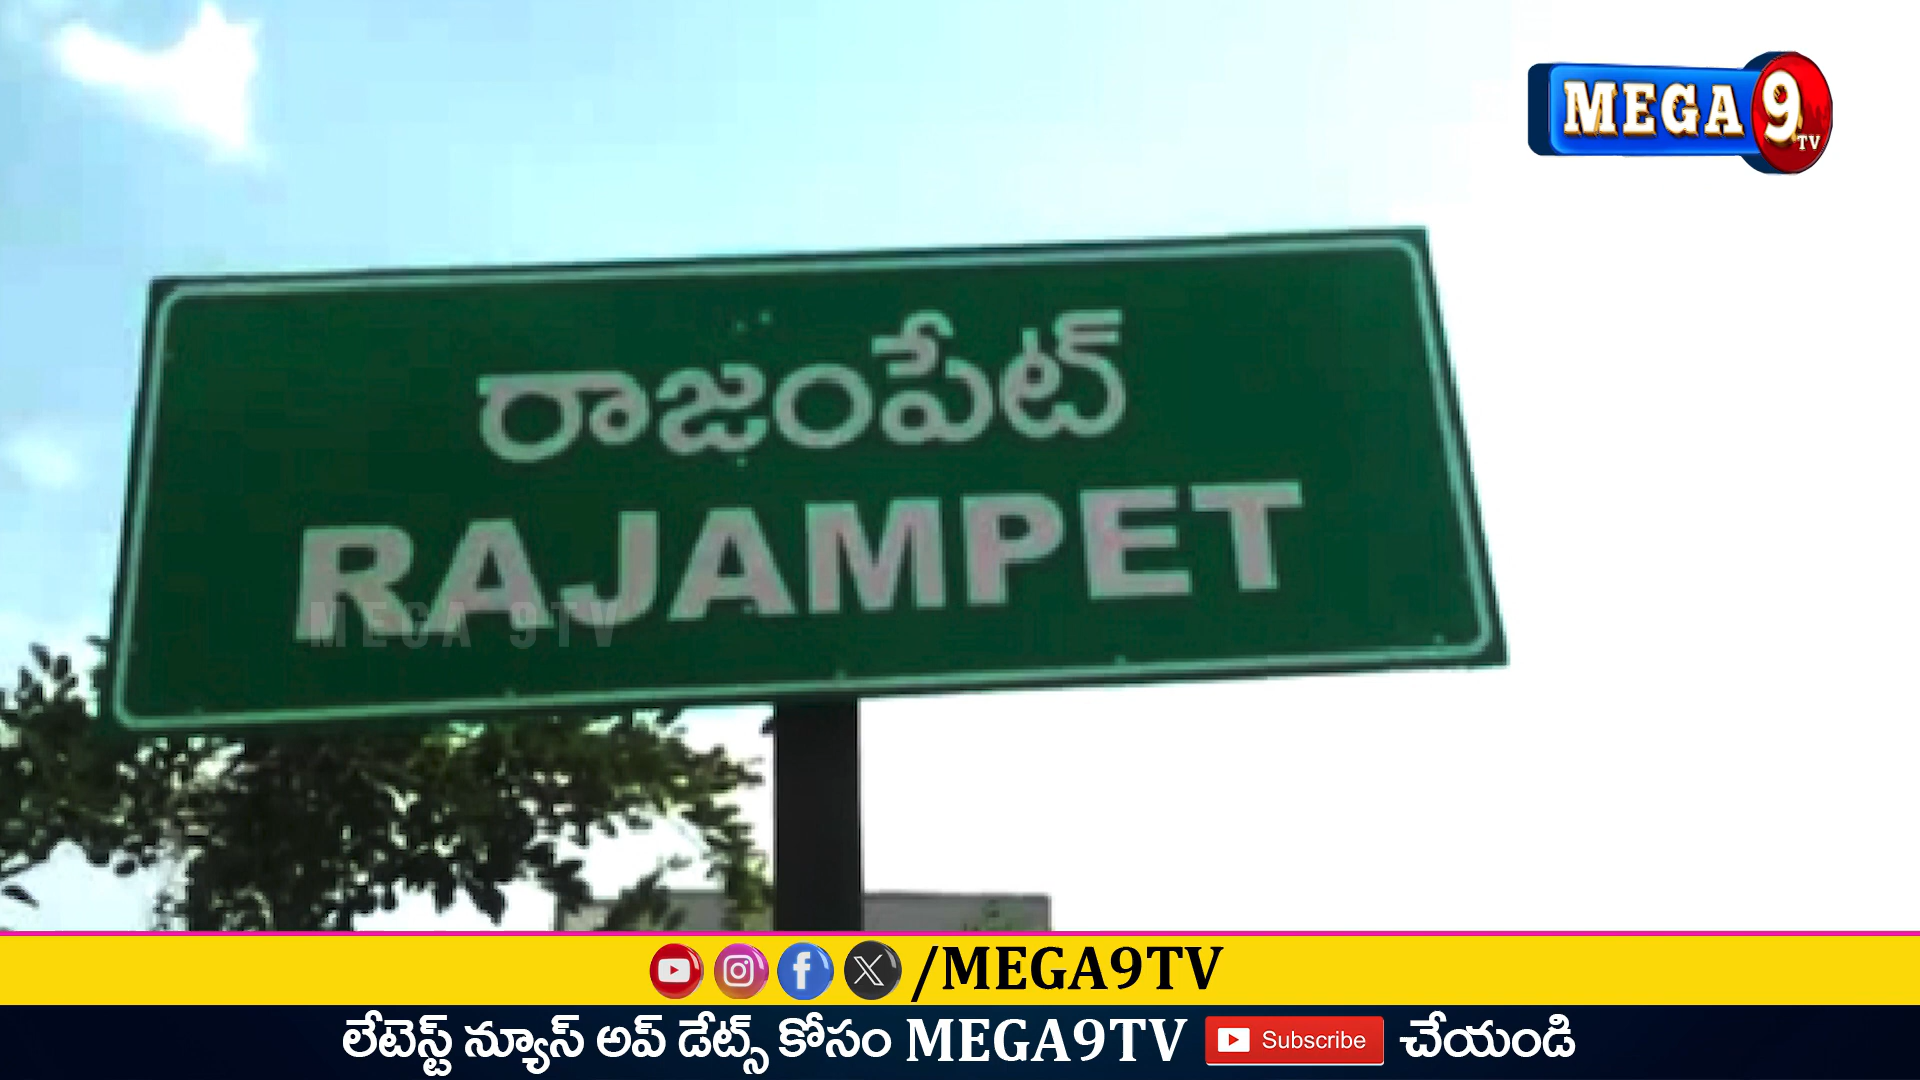 MEGA 9 TV
రాజంపేట్
RAJAMPET
MEGA 9TV
/MEGA9TV
లేటెస్ట్ న్యూస్ అప్ డేట్స్ కోసం MEGA9TV Subscribe చేయండి